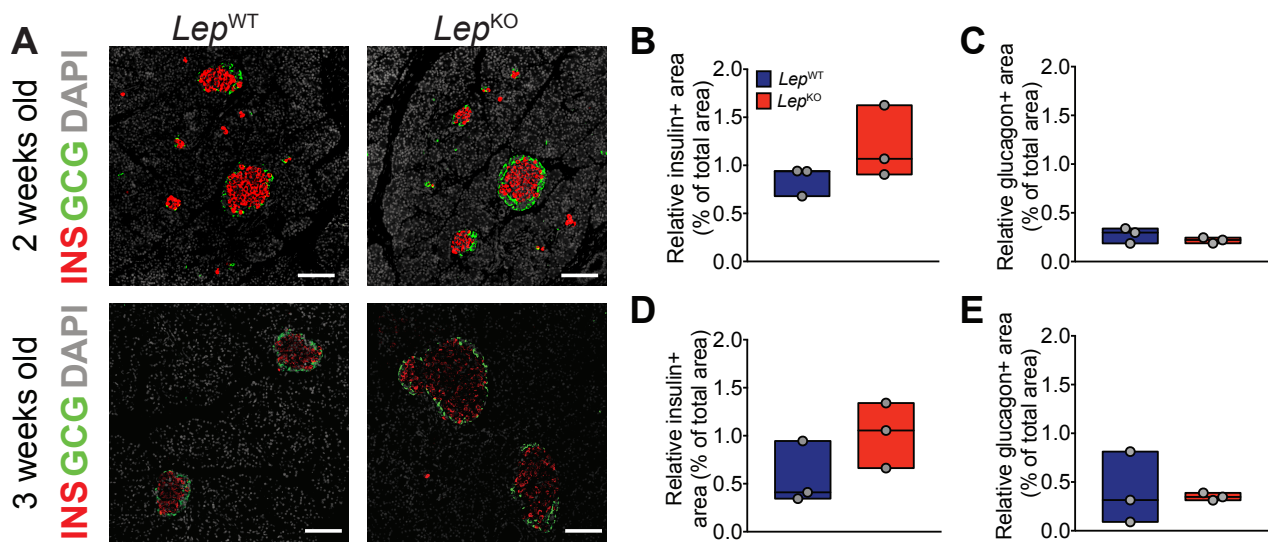 A
Lep^WT
Lep^KO
2 weeks old
INS GCG DAPI
3 weeks old
INS GCG DAPI
B
Relative insulin+ area
(% of total area)
2.0
1.5
1.0
0.5
0.0
Lep^WT
Lep^KO
C
Relative glucagon+ area
(% of total area)
2.0
1.5
1.0
0.5
0.0
D
Relative insulin+
area (% of total area)
2.0
1.5
1.0
0.5
0.0
E
Relative glucagon+ area
(% of total area)
2.0
1.5
1.0
0.5
0.0